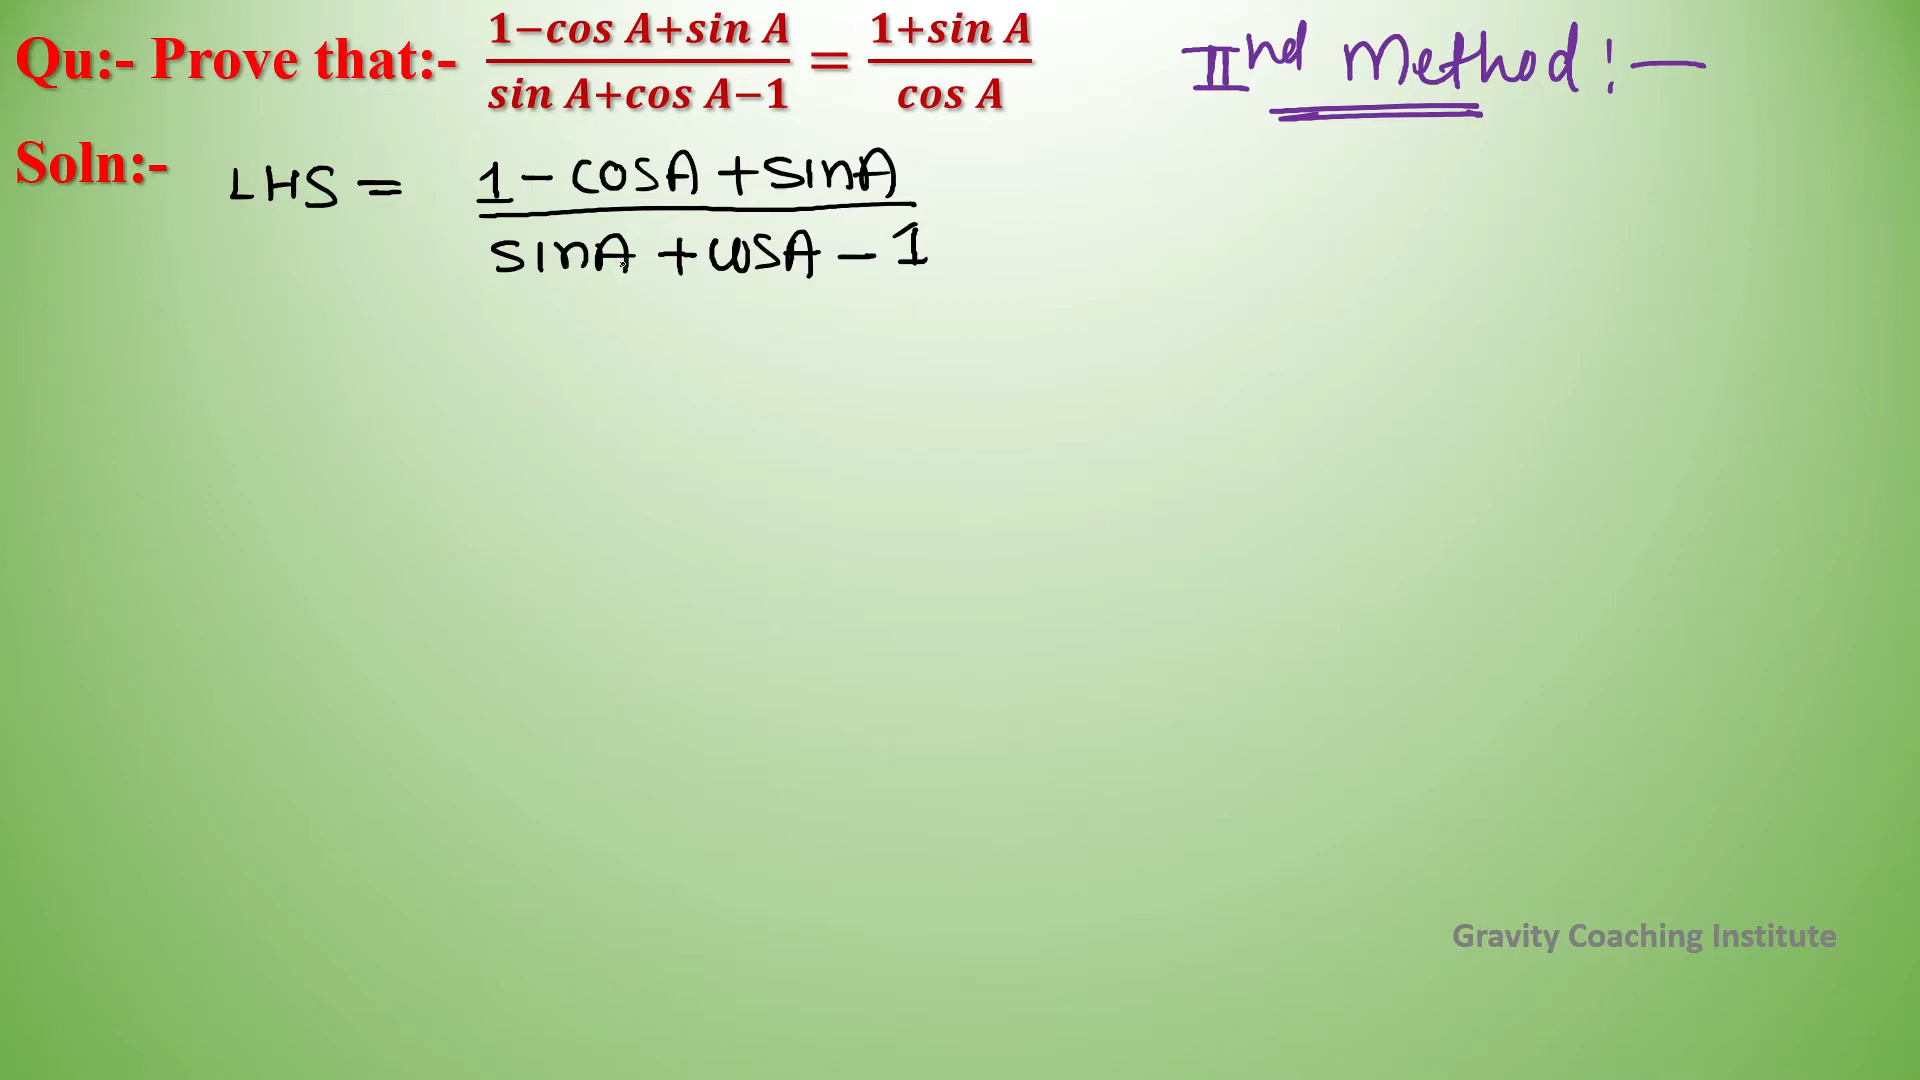 Qu:- Prove that:- (1−cos A+sin A)/(sin A+cos A−1) = (1+sin A)/(cos A)
IInd Method:—
Soln:- LHS = (1 - COSA + SinA)/(SinA + COSA - 1)
Gravity Coaching Institute